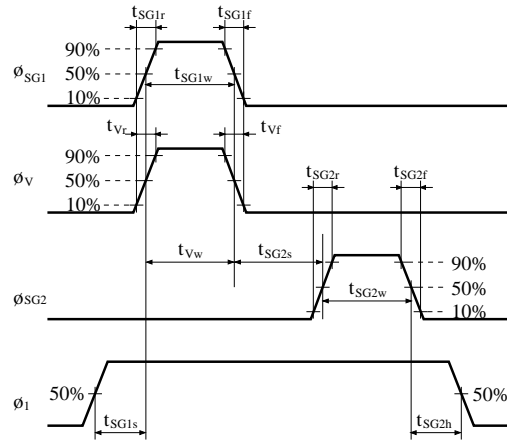 tSG1r tSG1f
90%
øSG1 50% tSG1w
10%
tVr tVf
90%
øV 50%
10%
tSG2r tSG2f
tVw tSG2s
90%
tSG2w 50%
øSG2 10%
ø1 50% 50%
tSG1s tSG2h